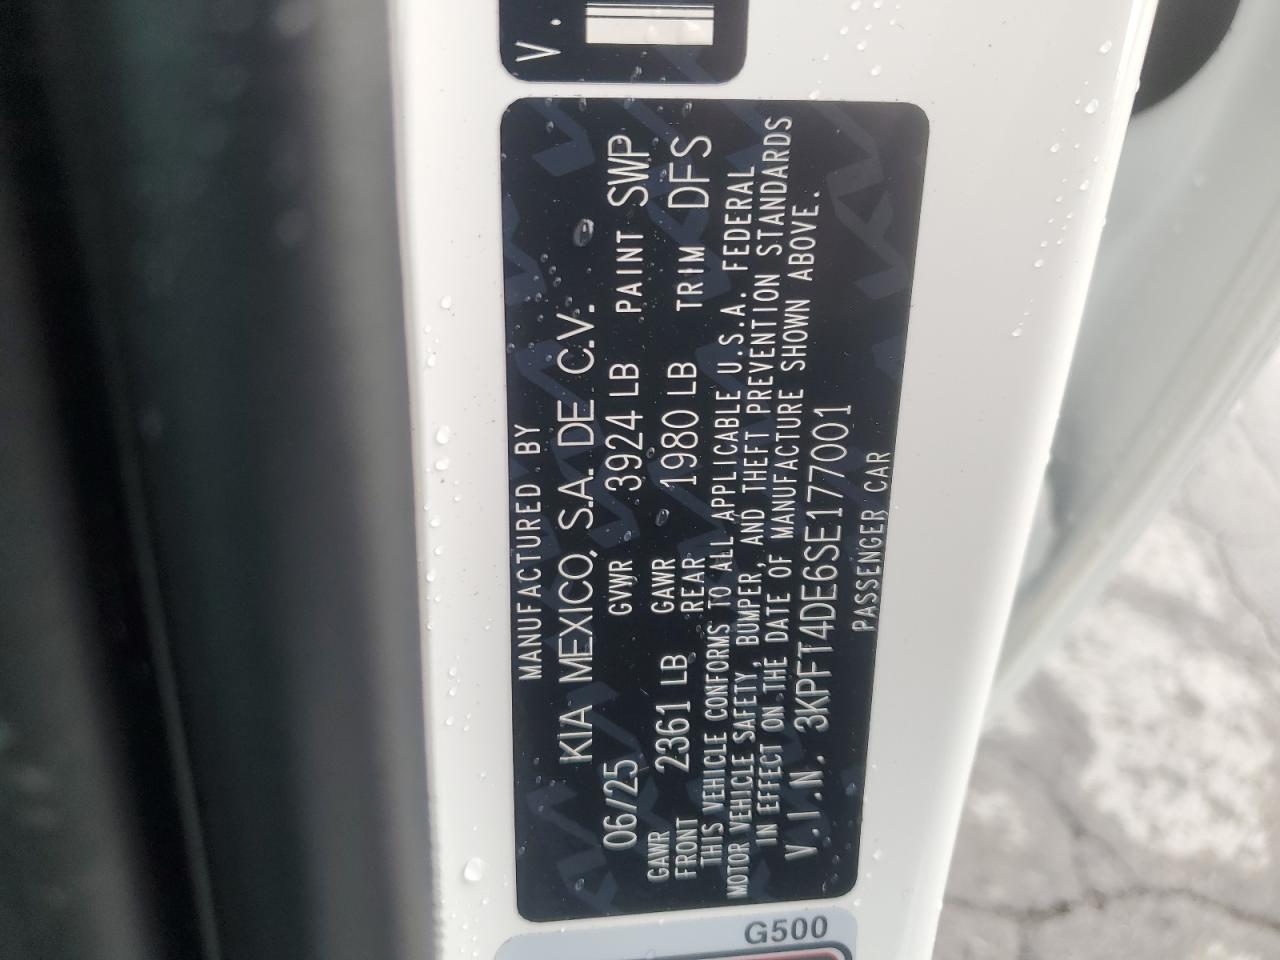 V.
MANUFACTURED BY
KIA MEXICO, S.A. DE C.V.
06/25 GVWR 3924 LB PAINT SWP
GAWR FRONT 2361 LB GAWR REAR 1980 LB TRIM DFS
THIS VEHICLE CONFORMS TO ALL APPLICABLE U.S.A. FEDERAL
MOTOR VEHICLE SAFETY, BUMPER, AND THEFT PREVENTION STANDARDS
IN EFFECT ON THE DATE OF MANUFACTURE SHOWN ABOVE.
V.I.N. 3KPFT4DE6SE177001
PASSENGER CAR
G500